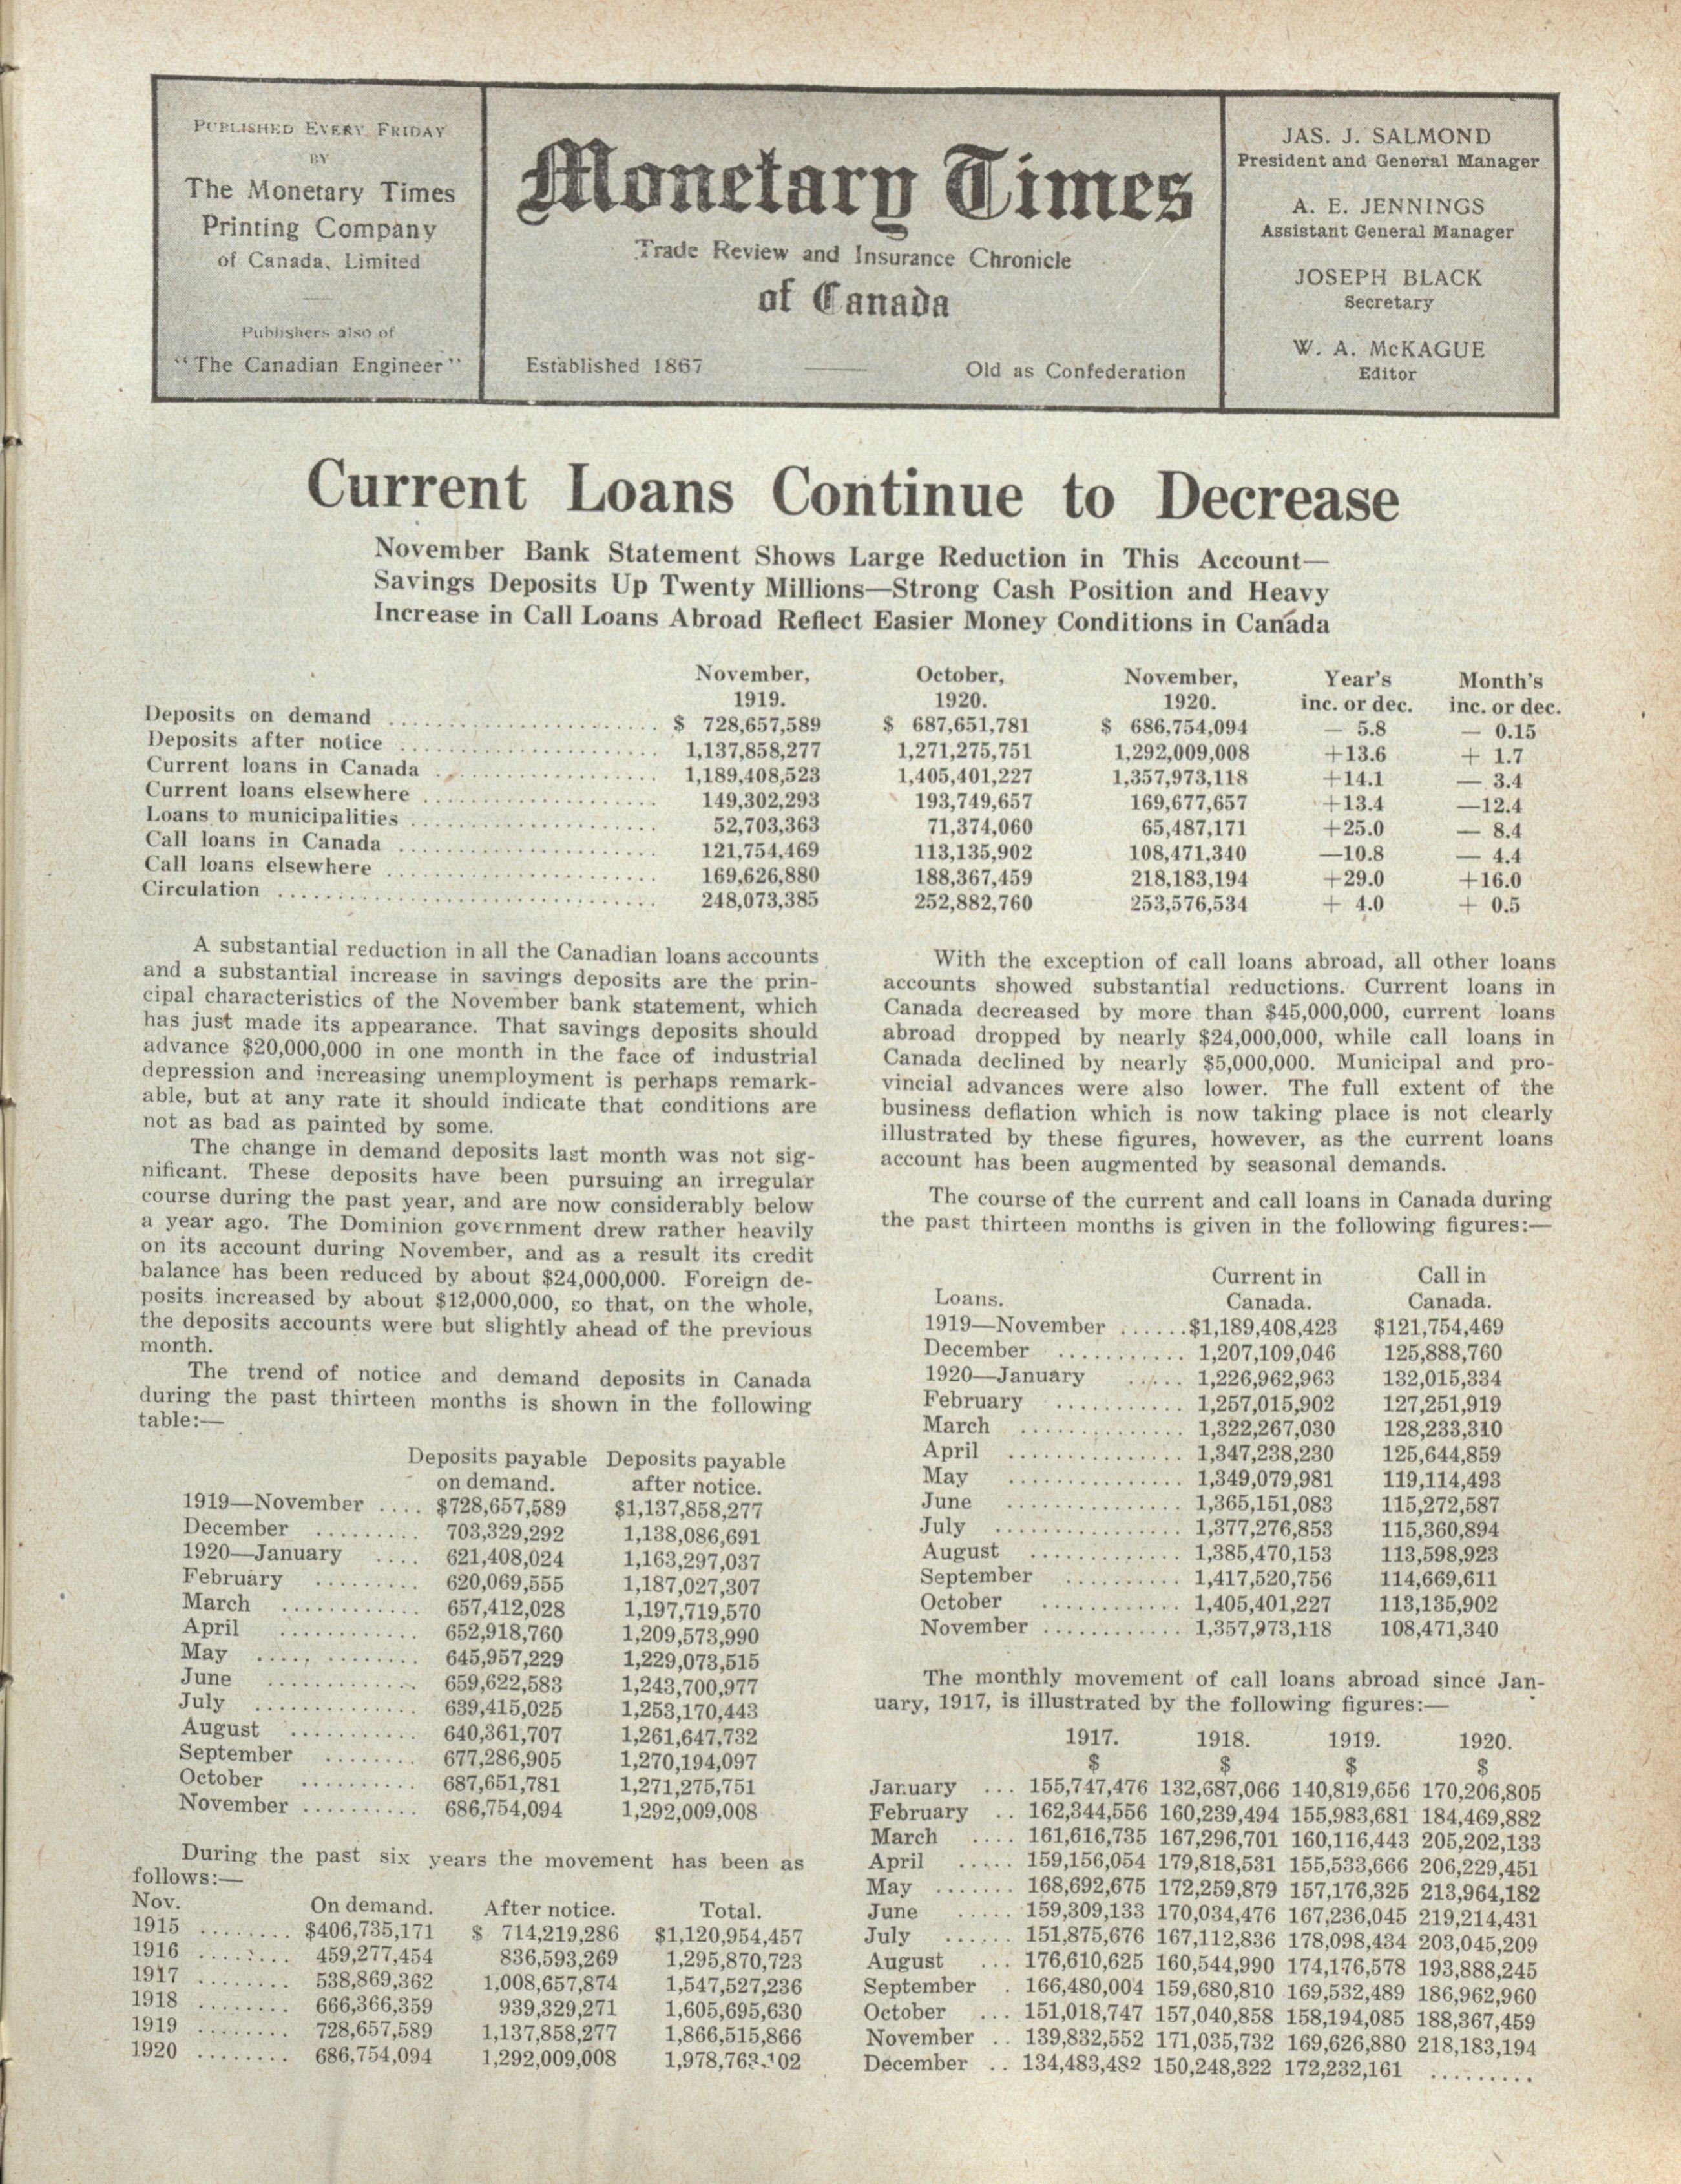 PUBLISHED EVERY FRIDAY
BY
The Monetary Times
Printing Company
of Canada, Limited
Publishers also of
"The Canadian Engineer"
Monetary Times
Trade Review and Insurance Chronicle
of Canada
Established 1867
Old as Confederation
JAS. J. SALMOND
President and General Manager
A. E. JENNINGS
Assistant General Manager
JOSEPH BLACK
Secretary
W. A. McKAGUE
Editor
Current Loans Continue to Decrease
November Bank Statement Shows Large Reduction in This Account—
Savings Deposits Up Twenty Millions—Strong Cash Position and Heavy
Increase in Call Loans Abroad Reflect Easier Money Conditions in Canada
November, October, November, Year's Month's
1919. 1920. 1920. inc. or dec. inc. or dec.
Deposits on demand ........................ $ 728,657,589 $ 687,651,781 $ 686,754,094 — 5.8 — 0.15
Deposits after notice ...................... 1,137,858,277 1,271,275,751 1,292,009,008 +13.6 + 1.7
Current loans in Canada ................... 1,189,408,523 1,405,401,227 1,357,973,118 +14.1 — 3.4
Current loans elsewhere .................... 149,302,293 193,749,657 169,677,657 +13.4 —12.4
Loans to municipalities ..................... 52,703,363 71,374,060 65,487,171 +25.0 — 8.4
Call loans in Canada ...................... 121,754,469 113,135,902 108,471,340 —10.8 — 4.4
Call loans elsewhere ....................... 169,626,880 188,367,459 218,183,194 +29.0 +16.0
Circulation ................................ 248,073,385 252,882,760 253,576,534 + 4.0 + 0.5
A substantial reduction in all the Canadian loans accounts
and a substantial increase in savings deposits are the prin-
cipal characteristics of the November bank statement, which
has just made its appearance. That savings deposits should
advance $20,000,000 in one month in the face of industrial
depression and increasing unemployment is perhaps remark-
able, but at any rate it should indicate that conditions are
not as bad as painted by some.
The change in demand deposits last month was not sig-
nificant. These deposits have been pursuing an irregular
course during the past year, and are now considerably below
a year ago. The Dominion government drew rather heavily
on its account during November, and as a result its credit
balance has been reduced by about $24,000,000. Foreign de-
posits increased by about $12,000,000, so that, on the whole,
the deposits accounts were but slightly ahead of the previous
month.
The trend of notice and demand deposits in Canada
during the past thirteen months is shown in the following
table:—
Deposits payable Deposits payable
on demand. after notice.
1919—November .... $728,657,589 $1,137,858,277
December ......... 703,329,292 1,138,086,691
1920—January .... 621,408,024 1,163,297,037
February ......... 620,069,555 1,187,027,307
March ............ 657,412,028 1,197,719,570
April ............ 652,918,760 1,209,573,990
May ............. 645,957,229 1,229,073,515
June ............. 659,622,583 1,243,700,977
July .............. 639,415,025 1,253,170,443
August ........... 640,361,707 1,261,647,732
September ........ 677,286,905 1,270,194,097
October .......... 687,651,781 1,271,275,751
November .......... 686,754,094 1,292,009,008
During the past six years the movement has been as
follows:—
Nov. On demand. After notice. Total.
1915 ........ $406,735,171 $ 714,219,286 $1,120,954,457
1916 ........ 459,277,454 836,593,269 1,295,870,723
1917 ........ 538,869,362 1,008,657,874 1,547,527,236
1918 ........ 666,366,359 939,329,271 1,605,695,630
1919 ........ 728,657,589 1,137,858,277 1,866,515,866
1920 ........ 686,754,094 1,292,009,008 1,978,763,102
With the exception of call loans abroad, all other loans
accounts showed substantial reductions. Current loans in
Canada decreased by more than $45,000,000, current loans
abroad dropped by nearly $24,000,000, while call loans in
Canada declined by nearly $5,000,000. Municipal and pro-
vincial advances were also lower. The full extent of the
business deflation which is now taking place is not clearly
illustrated by these figures, however, as the current loans
account has been augmented by seasonal demands.
The course of the current and call loans in Canada during
the past thirteen months is given in the following figures:—
Current in Call in
Loans. Canada. Canada.
1919—November ......$1,189,408,423 $121,754,469
December ........... 1,207,109,046 125,888,760
1920—January ..... 1,226,962,963 132,015,334
February ........... 1,257,015,902 127,251,919
March .............. 1,322,267,030 128,233,310
April ............... 1,347,238,230 125,644,859
May ............... 1,349,079,981 119,114,493
June ............... 1,365,151,083 115,272,587
July ................ 1,377,276,853 115,360,894
August ............. 1,385,470,153 113,598,923
September .......... 1,417,520,756 114,669,611
October ............ 1,405,401,227 113,135,902
November ............ 1,357,973,118 108,471,340
The monthly movement of call loans abroad since Jan-
uary, 1917, is illustrated by the following figures:—
1917. 1918. 1919. 1920.
$ $ $ $
January ... 155,747,476 132,687,066 140,819,656 170,206,805
February .. 162,344,556 160,239,494 155,983,681 184,469,882
March .... 161,616,735 167,296,701 160,116,443 205,202,133
April ..... 159,156,054 179,818,531 155,533,666 206,229,451
May ....... 168,692,675 172,259,879 157,176,325 213,964,182
June ..... 159,309,133 170,034,476 167,236,045 219,214,431
July ...... 151,875,676 167,112,836 178,098,434 203,045,209
August ... 176,610,625 160,544,990 174,176,578 193,888,245
September . 166,480,004 159,680,810 169,532,489 186,962,960
October ... 151,018,747 157,040,858 158,194,085 188,367,459
November .. 139,832,552 171,035,732 169,626,880 218,183,194
December .. 134,483,482 150,248,322 172,232,161 .........